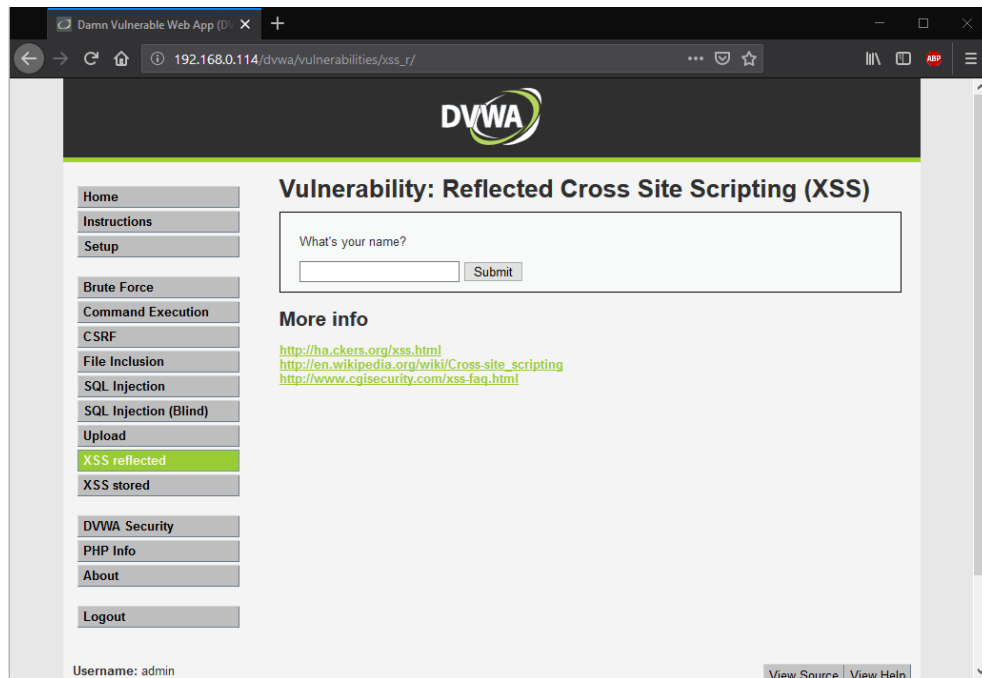 Damn Vulnerable Web App (DV
192.168.0.114/dvwa/vulnerabilities/xss_r/
ABP
DVWA
Home
Instructions
Setup
Brute Force
Command Execution
CSRF
File Inclusion
SQL Injection
SQL Injection (Blind)
Upload
XSS reflected
XSS stored
DVWA Security
PHP Info
About
Logout
Vulnerability: Reflected Cross Site Scripting (XSS)
What's your name?
Submit
More info
http://ha.ckers.org/xss.html
http://en.wikipedia.org/wiki/Cross-site_scripting
http://www.cgisecurity.com/xss-faq.html
Username: admin
View Source View Help